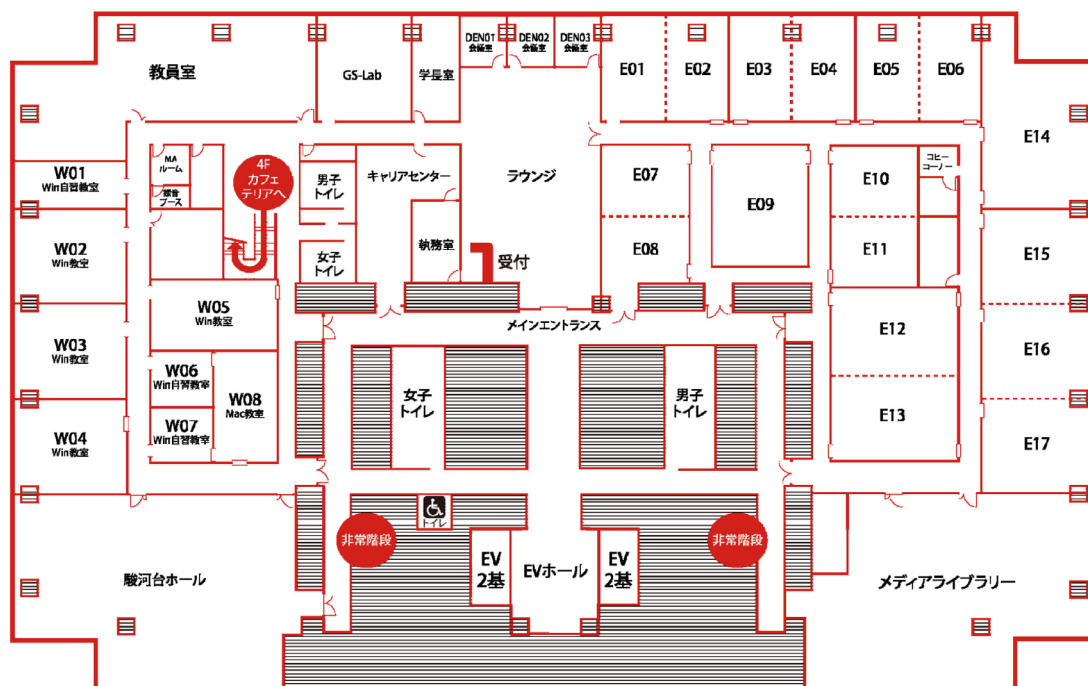 DEN01
会議室
DEN02
会議室
DEN03
会議室
教員室
GS-Lab
学長室
E01
E02
E03
E04
E05
E06
E14
MA
ルーム
録音
ブース
4F
カフェ
テリアへ
男子
トイレ
キャリアセンター
ラウンジ
E07
E09
E10
コヒー
コーナー
W01
Win自習教室
W02
Win教室
女子
トイレ
執務室
受付
E08
E11
E15
W05
Win教室
メインエントランス
E12
E16
W03
Win教室
W06
Win自習教室
W08
Mac教室
女子
トイレ
男子
トイレ
E13
W07
Win自習教室
W04
Win教室
E17
トイレ
非常階段
非常階段
EV
2基
EVホール
EV
2基
駿河台ホール
メディアライブラリー